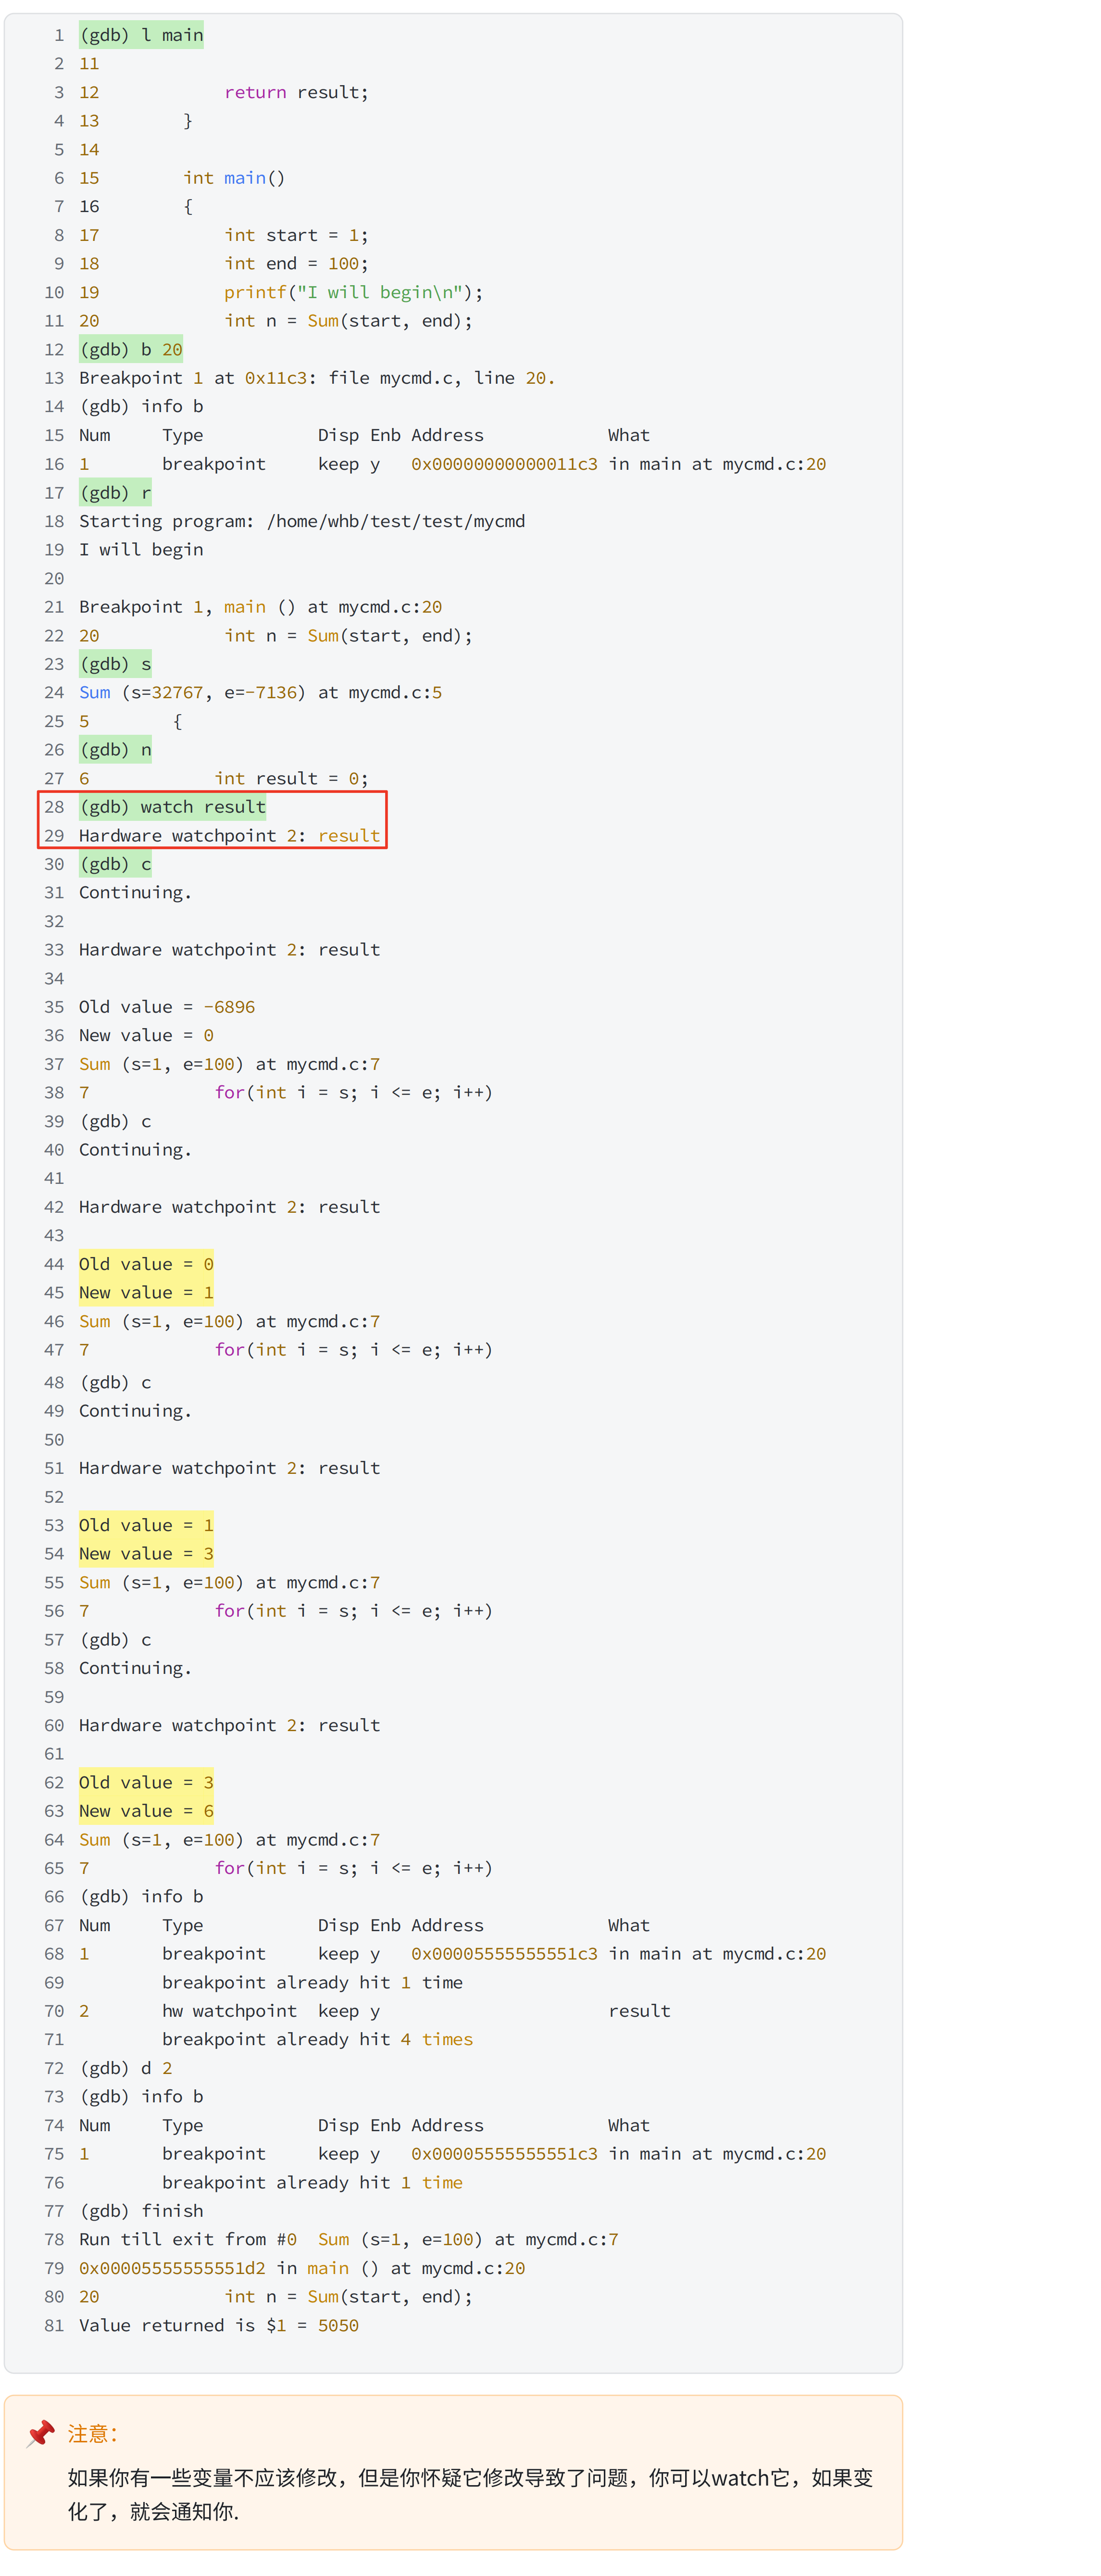 1 (gdb) l main
2 11
3 12            return result;
4 13        }
5 14
6 15        int main()
7 16        {
8 17            int start = 1;
9 18            int end = 100;
10 19            printf("I will begin\n");
11 20            int n = Sum(start, end);
12 (gdb) b 20
13 Breakpoint 1 at 0x11c3: file mycmd.c, line 20.
14 (gdb) info b
15 Num     Type           Disp Enb Address            What
16 1       breakpoint     keep y   0x00000000000011c3 in main at mycmd.c:20
17 (gdb) r
18 Starting program: /home/whb/test/test/mycmd
19 I will begin
20
21 Breakpoint 1, main () at mycmd.c:20
22 20            int n = Sum(start, end);
23 (gdb) s
24 Sum (s=32767, e=-7136) at mycmd.c:5
25 5        {
26 (gdb) n
27 6            int result = 0;
28 (gdb) watch result
29 Hardware watchpoint 2: result
30 (gdb) c
31 Continuing.
32
33 Hardware watchpoint 2: result
34
35 Old value = -6896
36 New value = 0
37 Sum (s=1, e=100) at mycmd.c:7
38 7            for(int i = s; i <= e; i++)
39 (gdb) c
40 Continuing.
41
42 Hardware watchpoint 2: result
43
44 Old value = 0
45 New value = 1
46 Sum (s=1, e=100) at mycmd.c:7
47 7            for(int i = s; i <= e; i++)
48 (gdb) c
49 Continuing.
50
51 Hardware watchpoint 2: result
52
53 Old value = 1
54 New value = 3
55 Sum (s=1, e=100) at mycmd.c:7
56 7            for(int i = s; i <= e; i++)
57 (gdb) c
58 Continuing.
59
60 Hardware watchpoint 2: result
61
62 Old value = 3
63 New value = 6
64 Sum (s=1, e=100) at mycmd.c:7
65 7            for(int i = s; i <= e; i++)
66 (gdb) info b
67 Num     Type           Disp Enb Address            What
68 1       breakpoint     keep y   0x00005555555551c3 in main at mycmd.c:20
69         breakpoint already hit 1 time
70 2       hw watchpoint  keep y                      result
71         breakpoint already hit 4 times
72 (gdb) d 2
73 (gdb) info b
74 Num     Type           Disp Enb Address            What
75 1       breakpoint     keep y   0x00005555555551c3 in main at mycmd.c:20
76         breakpoint already hit 1 time
77 (gdb) finish
78 Run till exit from #0  Sum (s=1, e=100) at mycmd.c:7
79 0x00005555555551d2 in main () at mycmd.c:20
80 20            int n = Sum(start, end);
81 Value returned is $1 = 5050
注意：
如果你有一些变量不应该修改，但是你怀疑它修改导致了问题，你可以watch它，如果变
化了，就会通知你.